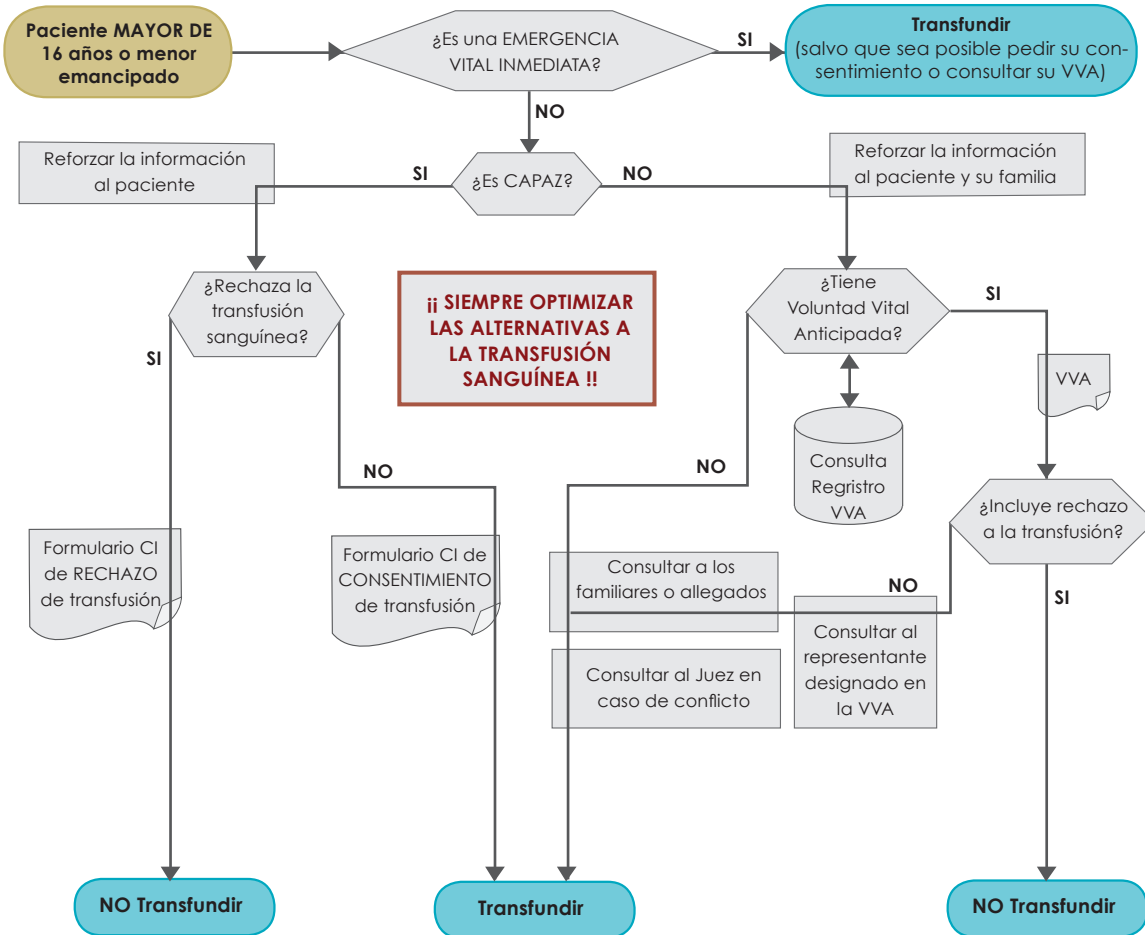 Paciente MAYOR DE
16 años o menor
emancipado
¿Es una EMERGENCIA
VITAL INMEDIATA?
SI
Transfundir
(salvo que sea posible pedir su con-
sentimiento o consultar su VVA)
NO
Reforzar la información
al paciente
SI
¿Es CAPAZ?
NO
Reforzar la información
al paciente y su familia
¿Rechaza la
transfusión
sanguínea?
¡¡ SIEMPRE OPTIMIZAR
LAS ALTERNATIVAS A
LA TRANSFUSIÓN
SANGUÍNEA !!
¿Tiene
Voluntad Vital
Anticipada?
SI
SI
VVA
NO
NO
Consulta
Regristro
VVA
¿Incluye rechazo
a la transfusión?
Formulario CI
de RECHAZO
de transfusión
Formulario CI de
CONSENTIMIENTO
de transfusión
Consultar a los
familiares o allegados
NO
SI
Consultar al Juez en
caso de conflicto
Consultar al
representante
designado en
la VVA
NO Transfundir
Transfundir
NO Transfundir